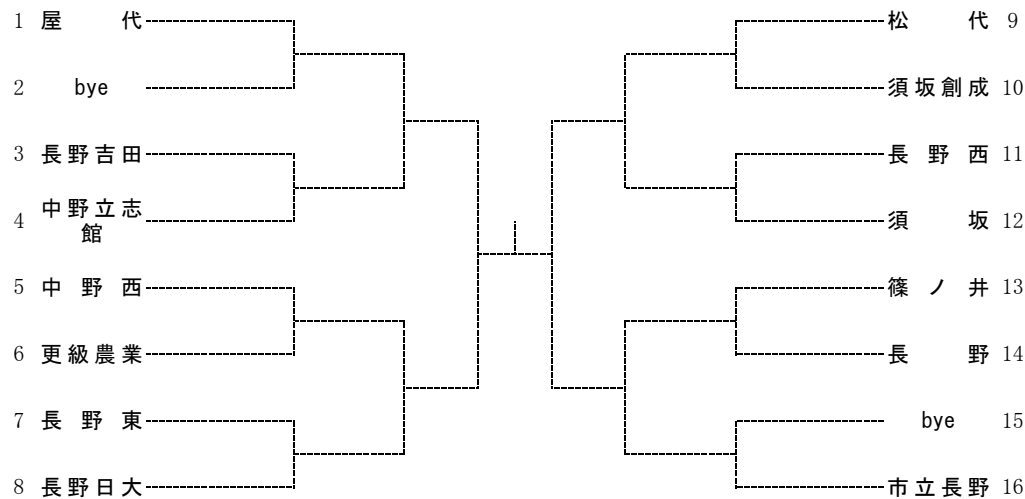 1 屋代
2 bye
3 長野吉田
4 中野立志
館
5 中野西
6 更級農業
7 長野東
8 長野日大
松代 9
須坂創成 10
長野西 11
須坂 12
篠ノ井 13
長野 14
bye 15
市立長野 16